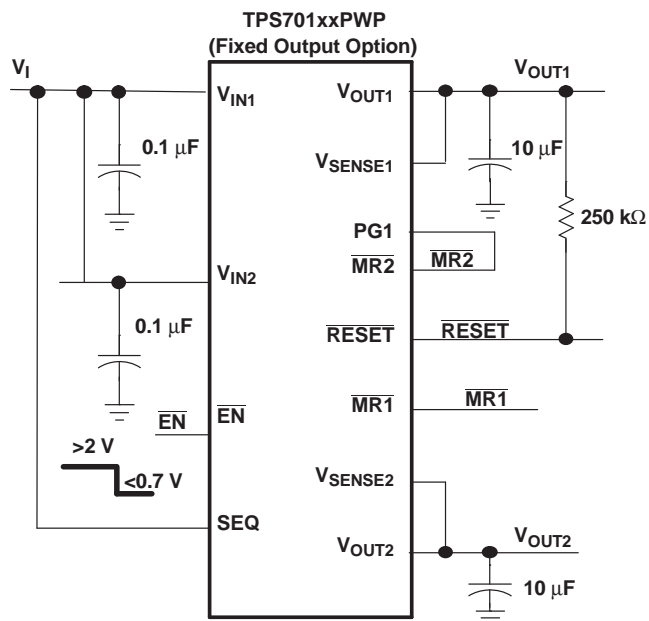 TPS701xxPWP
(Fixed Output Option)
VI
VIN1
VOUT1
VOUT1
0.1 μF
10 μF
VSENSE1
250 kΩ
PG1
MR2
MR2
VIN2
0.1 μF
RESET
RESET
EN
EN
MR1
MR1
>2 V
<0.7 V
VSENSE2
SEQ
VOUT2
VOUT2
10 μF